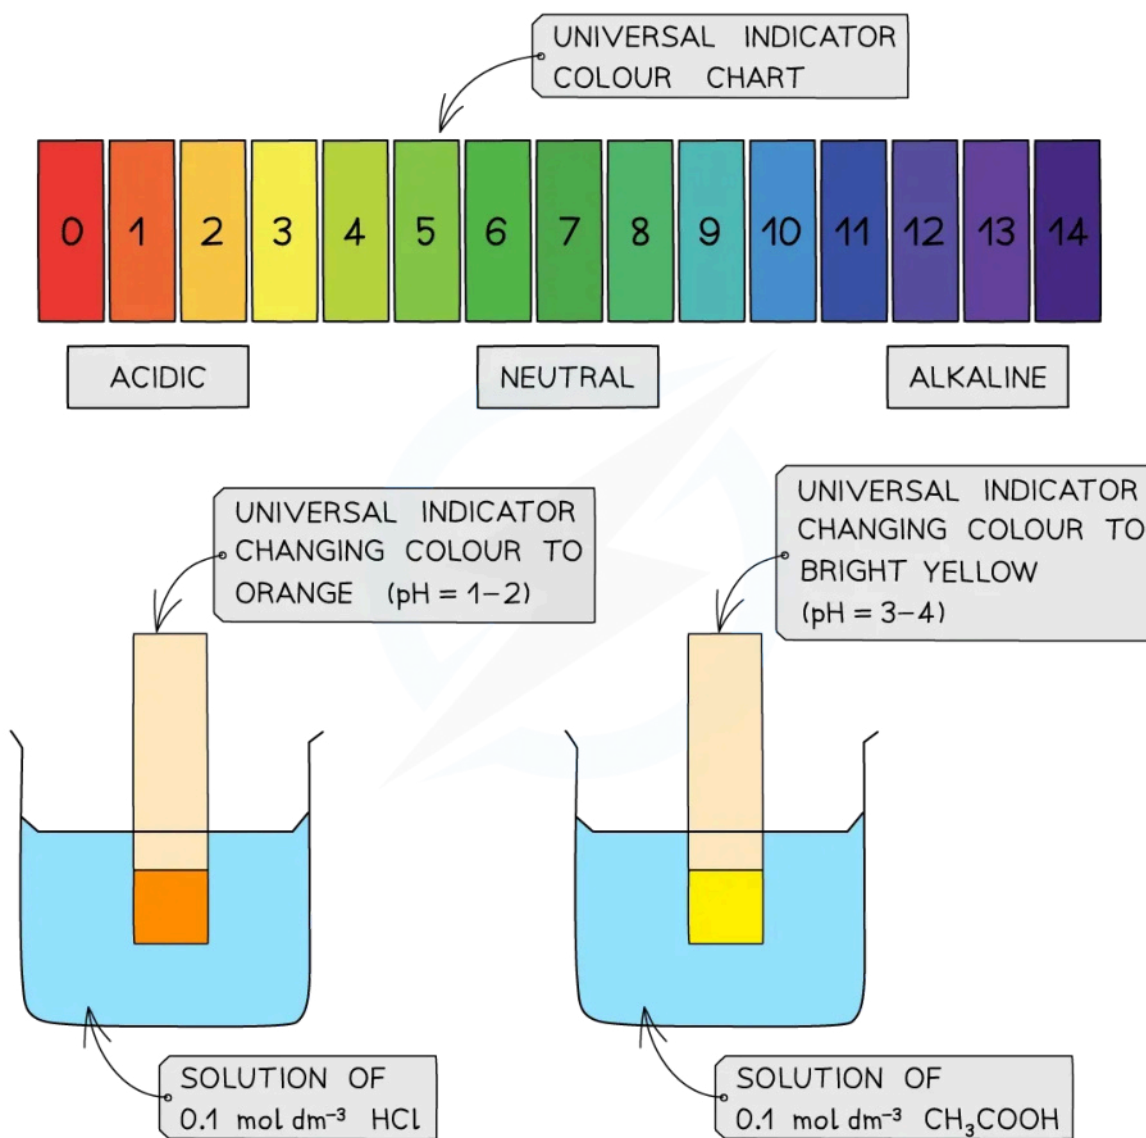 UNIVERSAL INDICATOR
COLOUR CHART
0 1 2 3 4 5 6 7 8 9 10 11 12 13 14
ACIDIC NEUTRAL ALKALINE
UNIVERSAL INDICATOR
CHANGING COLOUR TO
ORANGE (pH = 1–2)
UNIVERSAL INDICATOR
CHANGING COLOUR TO
BRIGHT YELLOW
(pH = 3–4)
SOLUTION OF
0.1 mol dm⁻³ HCl
SOLUTION OF
0.1 mol dm⁻³ CH₃COOH